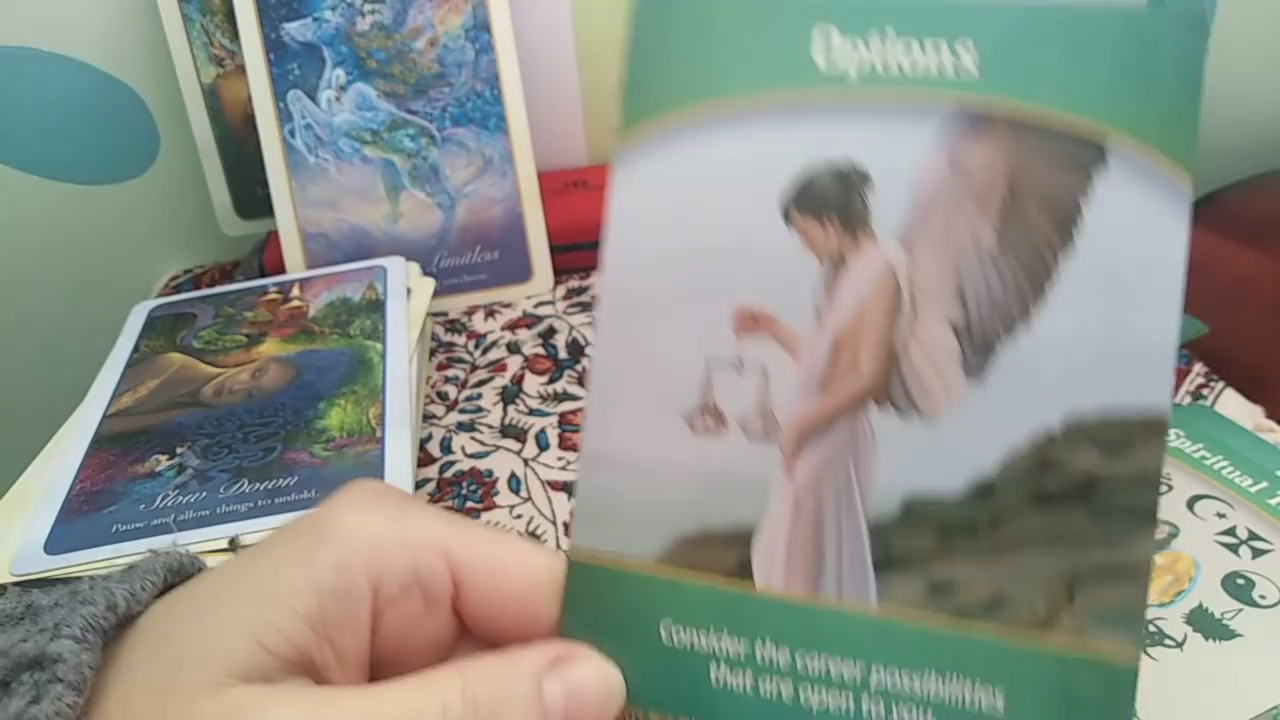 Options
Consider the career possibilities
that are open to you.
Limitless
Slow Down
Pause and allow things to unfold.
Spiritual